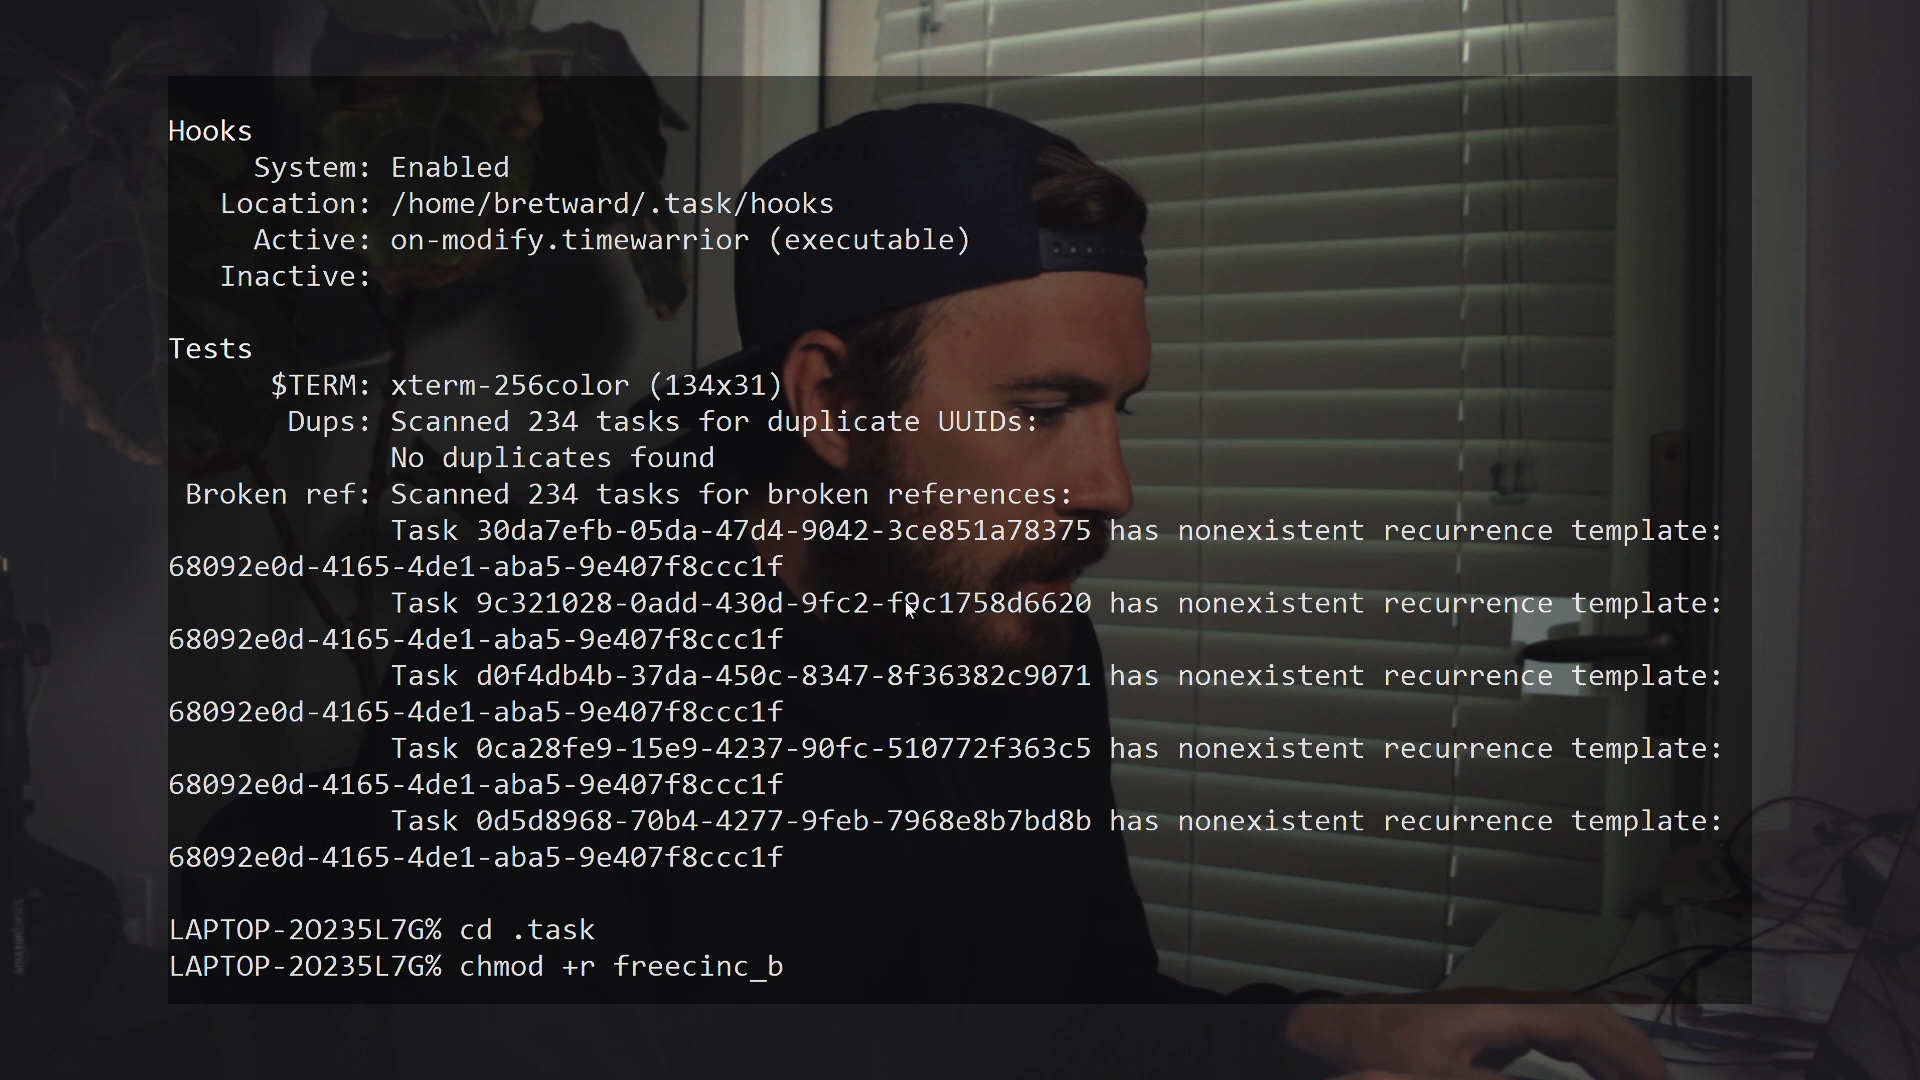 Hooks
System: Enabled
Location: /home/bretward/.task/hooks
Active: on-modify.timewarrior (executable)
Inactive:
Tests
$TERM: xterm-256color (134x31)
Dups: Scanned 234 tasks for duplicate UUIDs:
No duplicates found
Broken ref: Scanned 234 tasks for broken references:
Task 30da7efb-05da-47d4-9042-3ce851a78375 has nonexistent recurrence template:
68092e0d-4165-4de1-aba5-9e407f8ccc1f
Task 9c321028-0add-430d-9fc2-f9c1758d6620 has nonexistent recurrence template:
68092e0d-4165-4de1-aba5-9e407f8ccc1f
Task d0f4db4b-37da-450c-8347-8f36382c9071 has nonexistent recurrence template:
68092e0d-4165-4de1-aba5-9e407f8ccc1f
Task 0ca28fe9-15e9-4237-90fc-510772f363c5 has nonexistent recurrence template:
68092e0d-4165-4de1-aba5-9e407f8ccc1f
Task 0d5d8968-70b4-4277-9feb-7968e8b7bd8b has nonexistent recurrence template:
68092e0d-4165-4de1-aba5-9e407f8ccc1f
LAPTOP-2O235L7G% cd .task
LAPTOP-2O235L7G% chmod +r freecinc_b